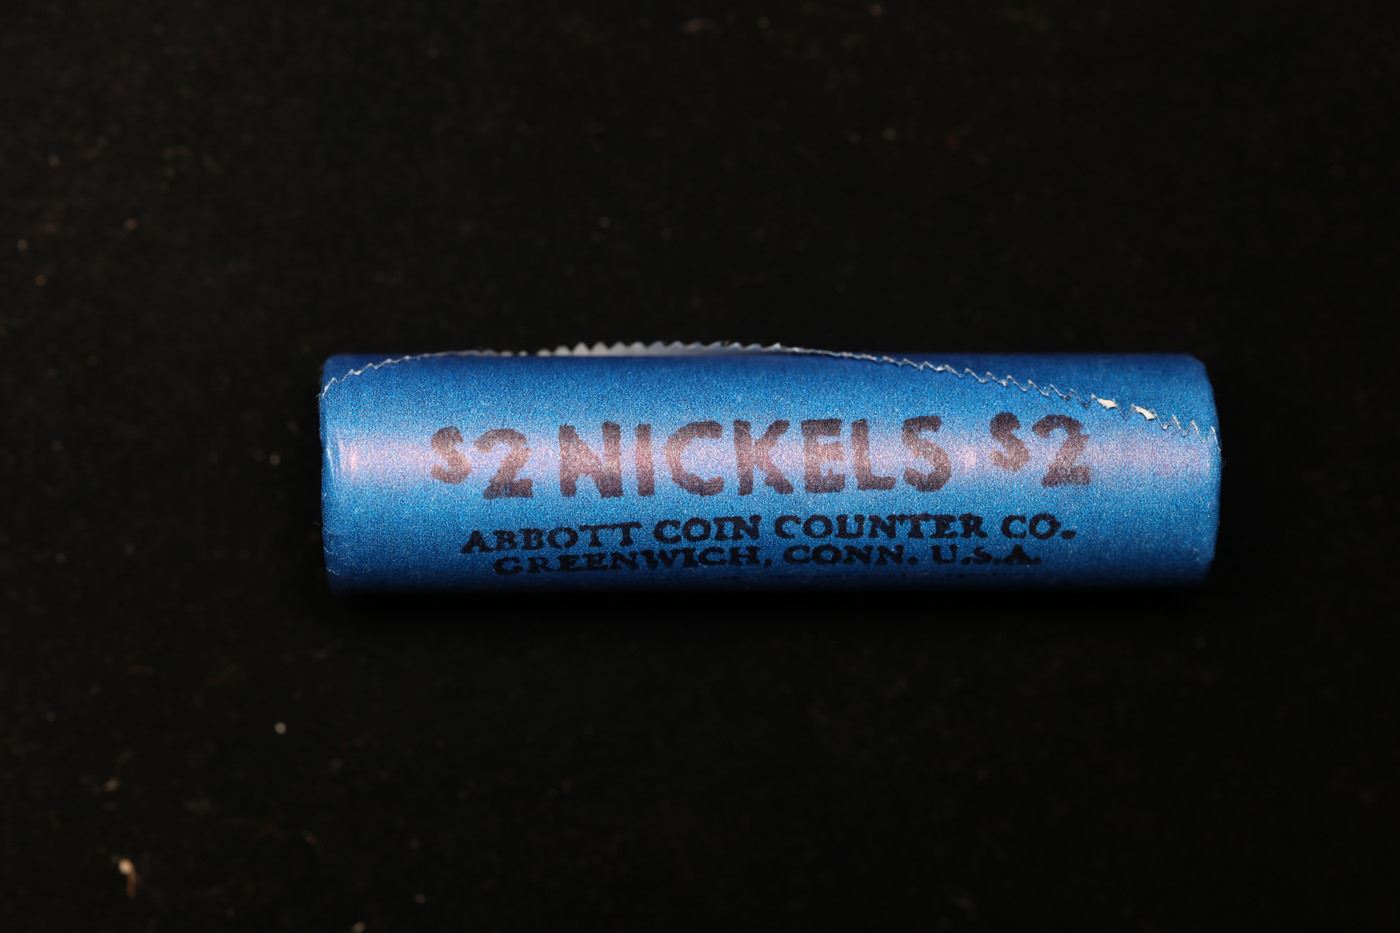 $2 NICKELS $2
ABBOTT COIN COUNTER CO.
GREENWICH, CONN. U.S.A.